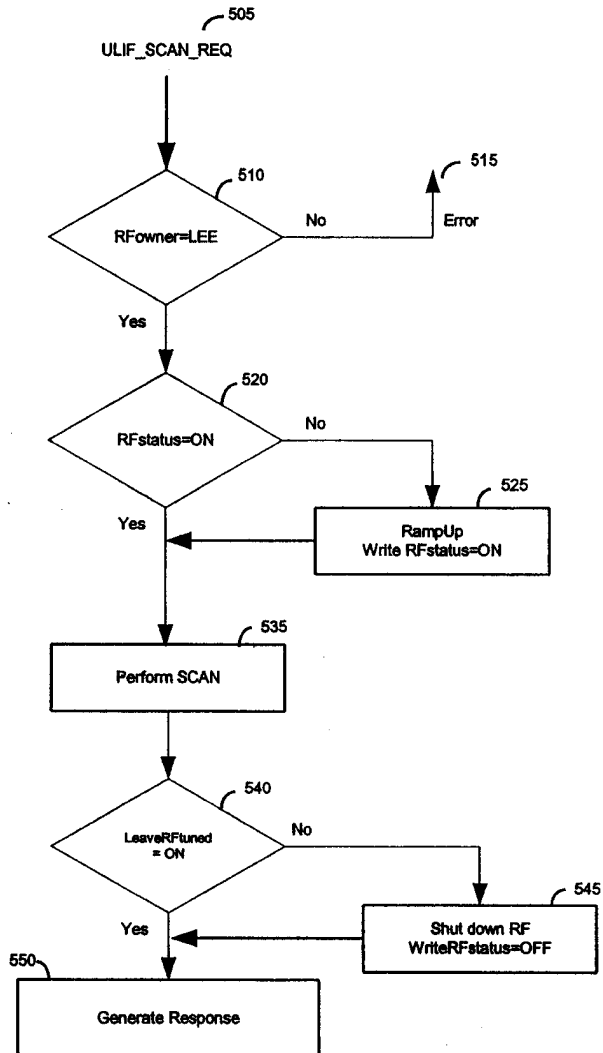 505
ULIF_SCAN_REQ
510
515
RFowner=LEE
No
Error
Yes
520
RFstatus=ON
No
525
Yes
RampUp
Write RFstatus=ON
535
Perform SCAN
540
LeaveRFtuned
= ON
No
545
Yes
Shut down RF
WriteRFstatus=OFF
550
Generate Response